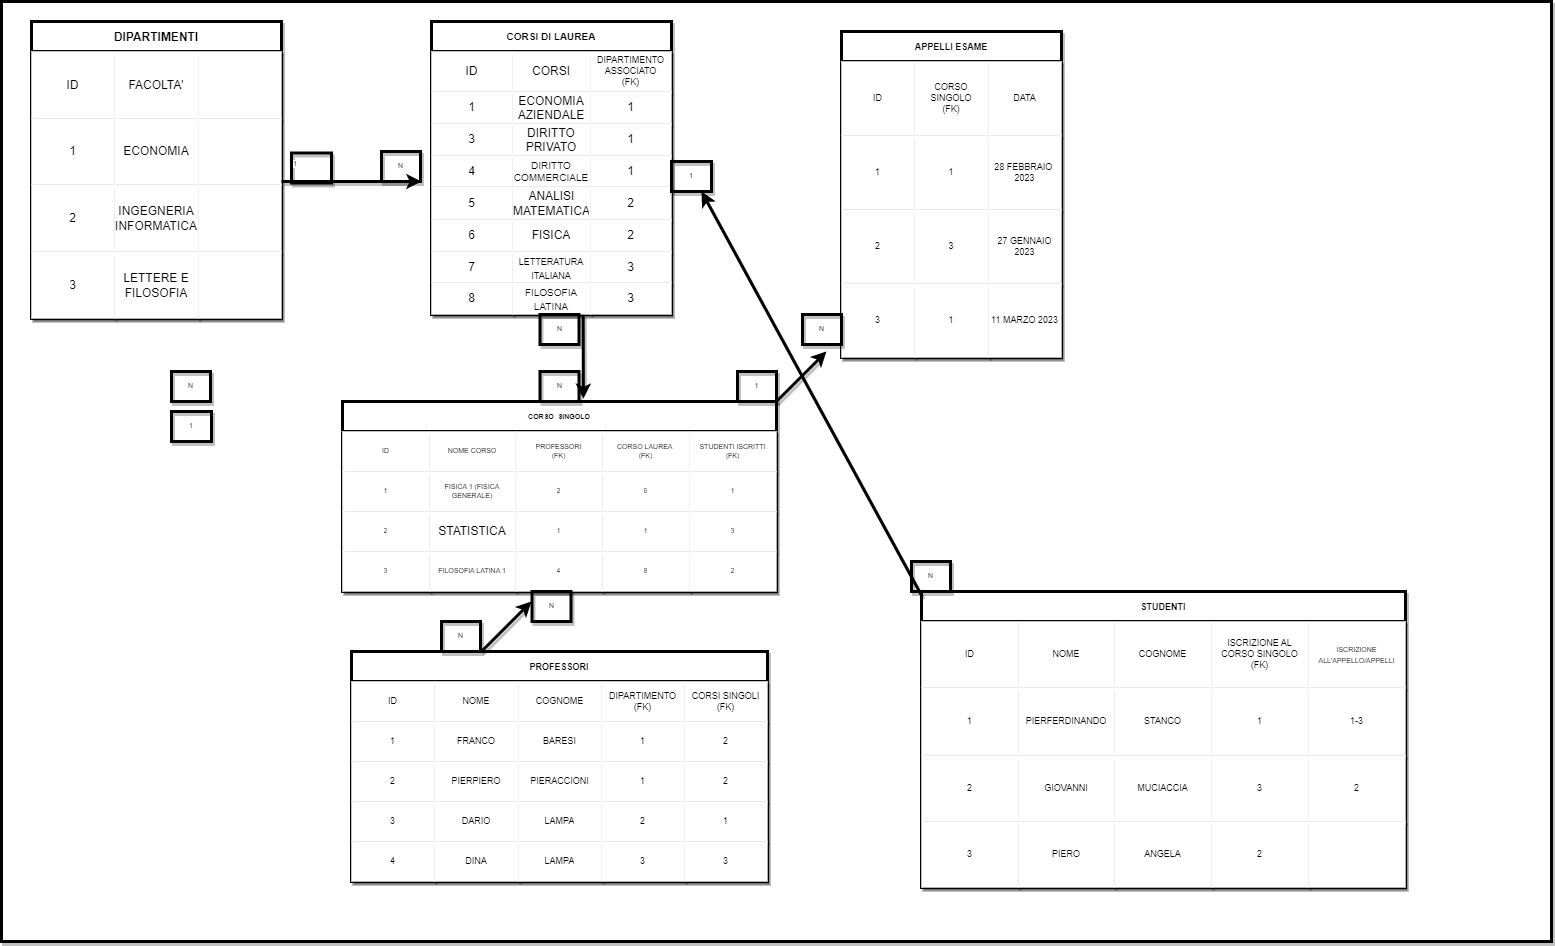 DIPARTIMENTI
ID FACOLTA'
1 ECONOMIA
2 INGEGNERIA
INFORMATICA
3 LETTERE E
FILOSOFIA
1
N
CORSI DI LAUREA
ID CORSI DIPARTIMENTO
ASSOCIATO
(FK)
1 ECONOMIA
AZIENDALE 1
3 DIRITTO
PRIVATO 1
4 DIRITTO
COMMERCIALE 1
5 ANALISI
MATEMATICA 2
6 FISICA 2
7 LETTERATURA
ITALIANA 3
8 FILOSOFIA
LATINA 3
1
APPELLI ESAME
ID CORSO
SINGOLO
(FK) DATA
1 1 28 FEBBRAIO
2023
2 3 27 GENNAIO
2023
3 1 11 MARZO 2023
N
N
N
1
N
1
CORSO SINGOLO
ID NOME CORSO PROFESSORI
(FK) CORSO LAUREA
(FK) STUDENTI ISCRITTI
(FK)
1 FISICA 1 (FISICA
GENERALE) 2 6 1
2 STATISTICA 1 1 3
3 FILOSOFIA LATINA 1 4 8 2
N
N
PROFESSORI
ID NOME COGNOME DIPARTIMENTO
(FK) CORSI SINGOLI
(FK)
1 FRANCO BARESI 1 2
2 PIERPIERO PIERACCIONI 1 2
3 DARIO LAMPA 2 1
4 DINA LAMPA 3 3
N
STUDENTI
ID NOME COGNOME ISCRIZIONE AL
CORSO SINGOLO
(FK) ISCRIZIONE
ALL'APPELLO/APPELLI
1 PIERFERDINANDO STANCO 1 1-3
2 GIOVANNI MUCIACCIA 3 2
3 PIERO ANGELA 2